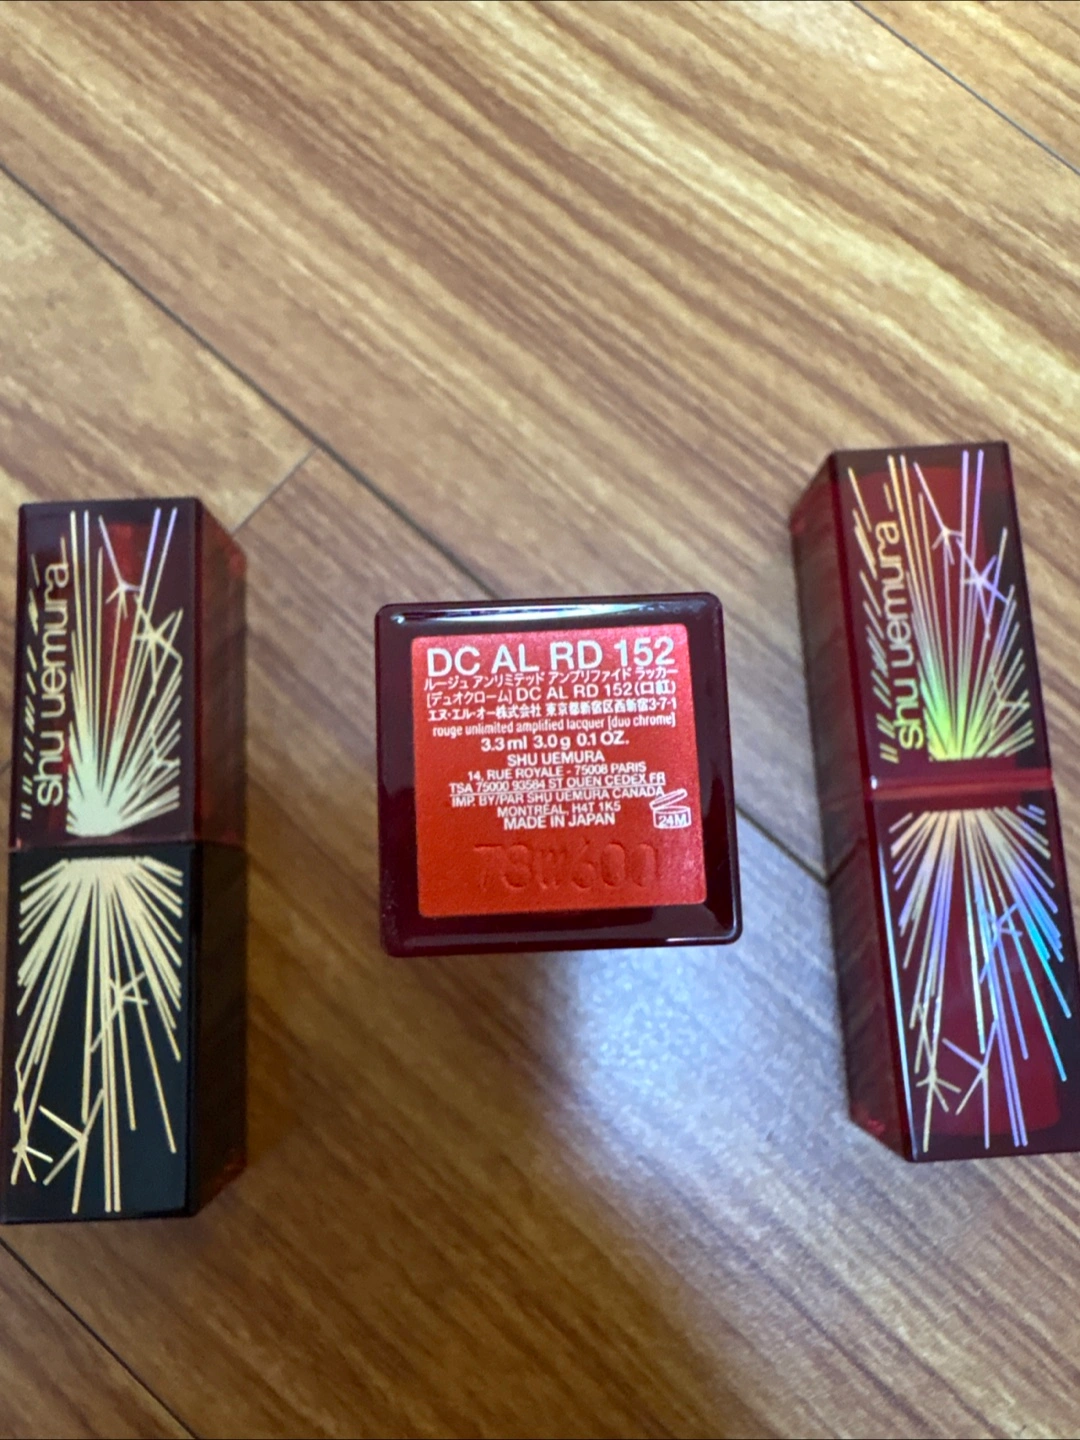 shu uemura
DC AL RD 152
ルージュ アンリミテッド アンプリファイド ラッカー
[デュオクローム] DC AL RD 152(口紅)
エヌ・エル・オー株式会社 東京都新宿区西新宿3-7-1
rouge unlimited amplified lacquer [duo chrome]
3.3 ml 3.0 g 0.1 OZ.
SHU UEMURA
14, RUE ROYALE - 75008 PARIS
TSA 75000 93584 ST OUEN CEDEX FR
IMP. BY/PAR SHU UEMURA CANADA
MONTRÉAL, H4T 1K5
MADE IN JAPAN
24M
shu uemura